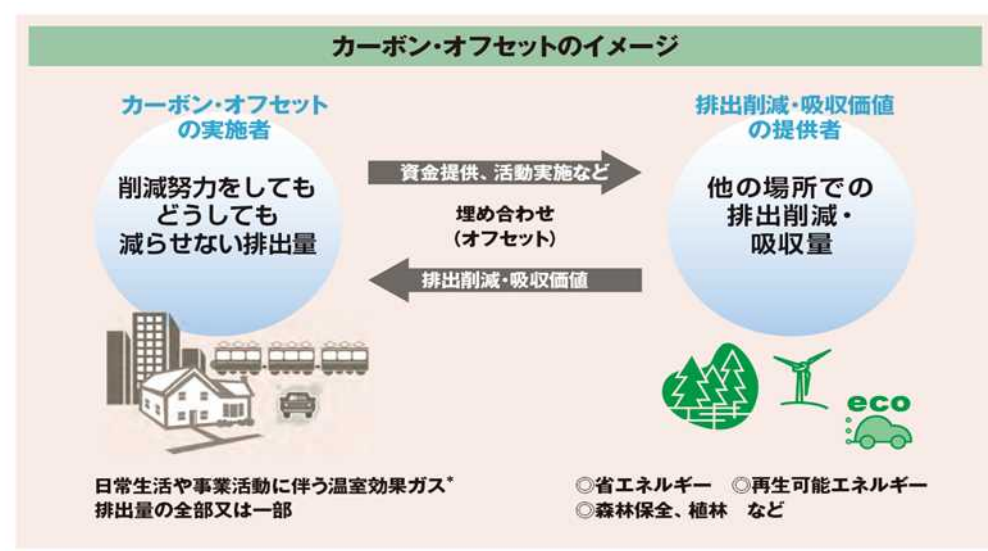 カーボン・オフセットのイメージ
カーボン・オフセット
の実施者
削減努力をしても
どうしても
減らせない排出量
資金提供、活動実施など
埋め合わせ
(オフセット)
排出削減・吸収価値
排出削減・吸収価値
の提供者
他の場所での
排出削減・
吸収量
eco
日常生活や事業活動に伴う温室効果ガス*
排出量の全部又は一部
◎省エネルギー ◎再生可能エネルギー
◎森林保全、植林 など